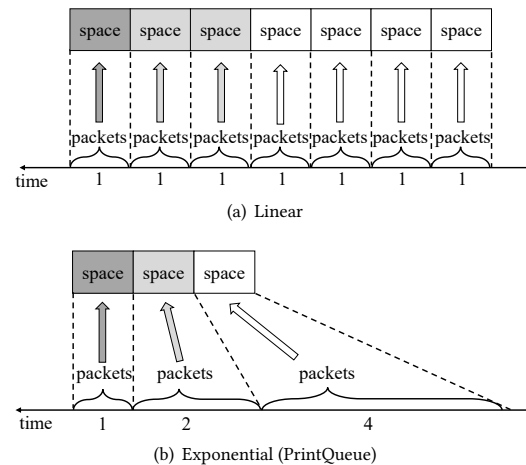 space space space space space space space
packets packets packets packets packets packets packets
time 1 1 1 1 1 1 1
(a) Linear
space space space
packets packets packets
time 1 2 4
(b) Exponential (PrintQueue)